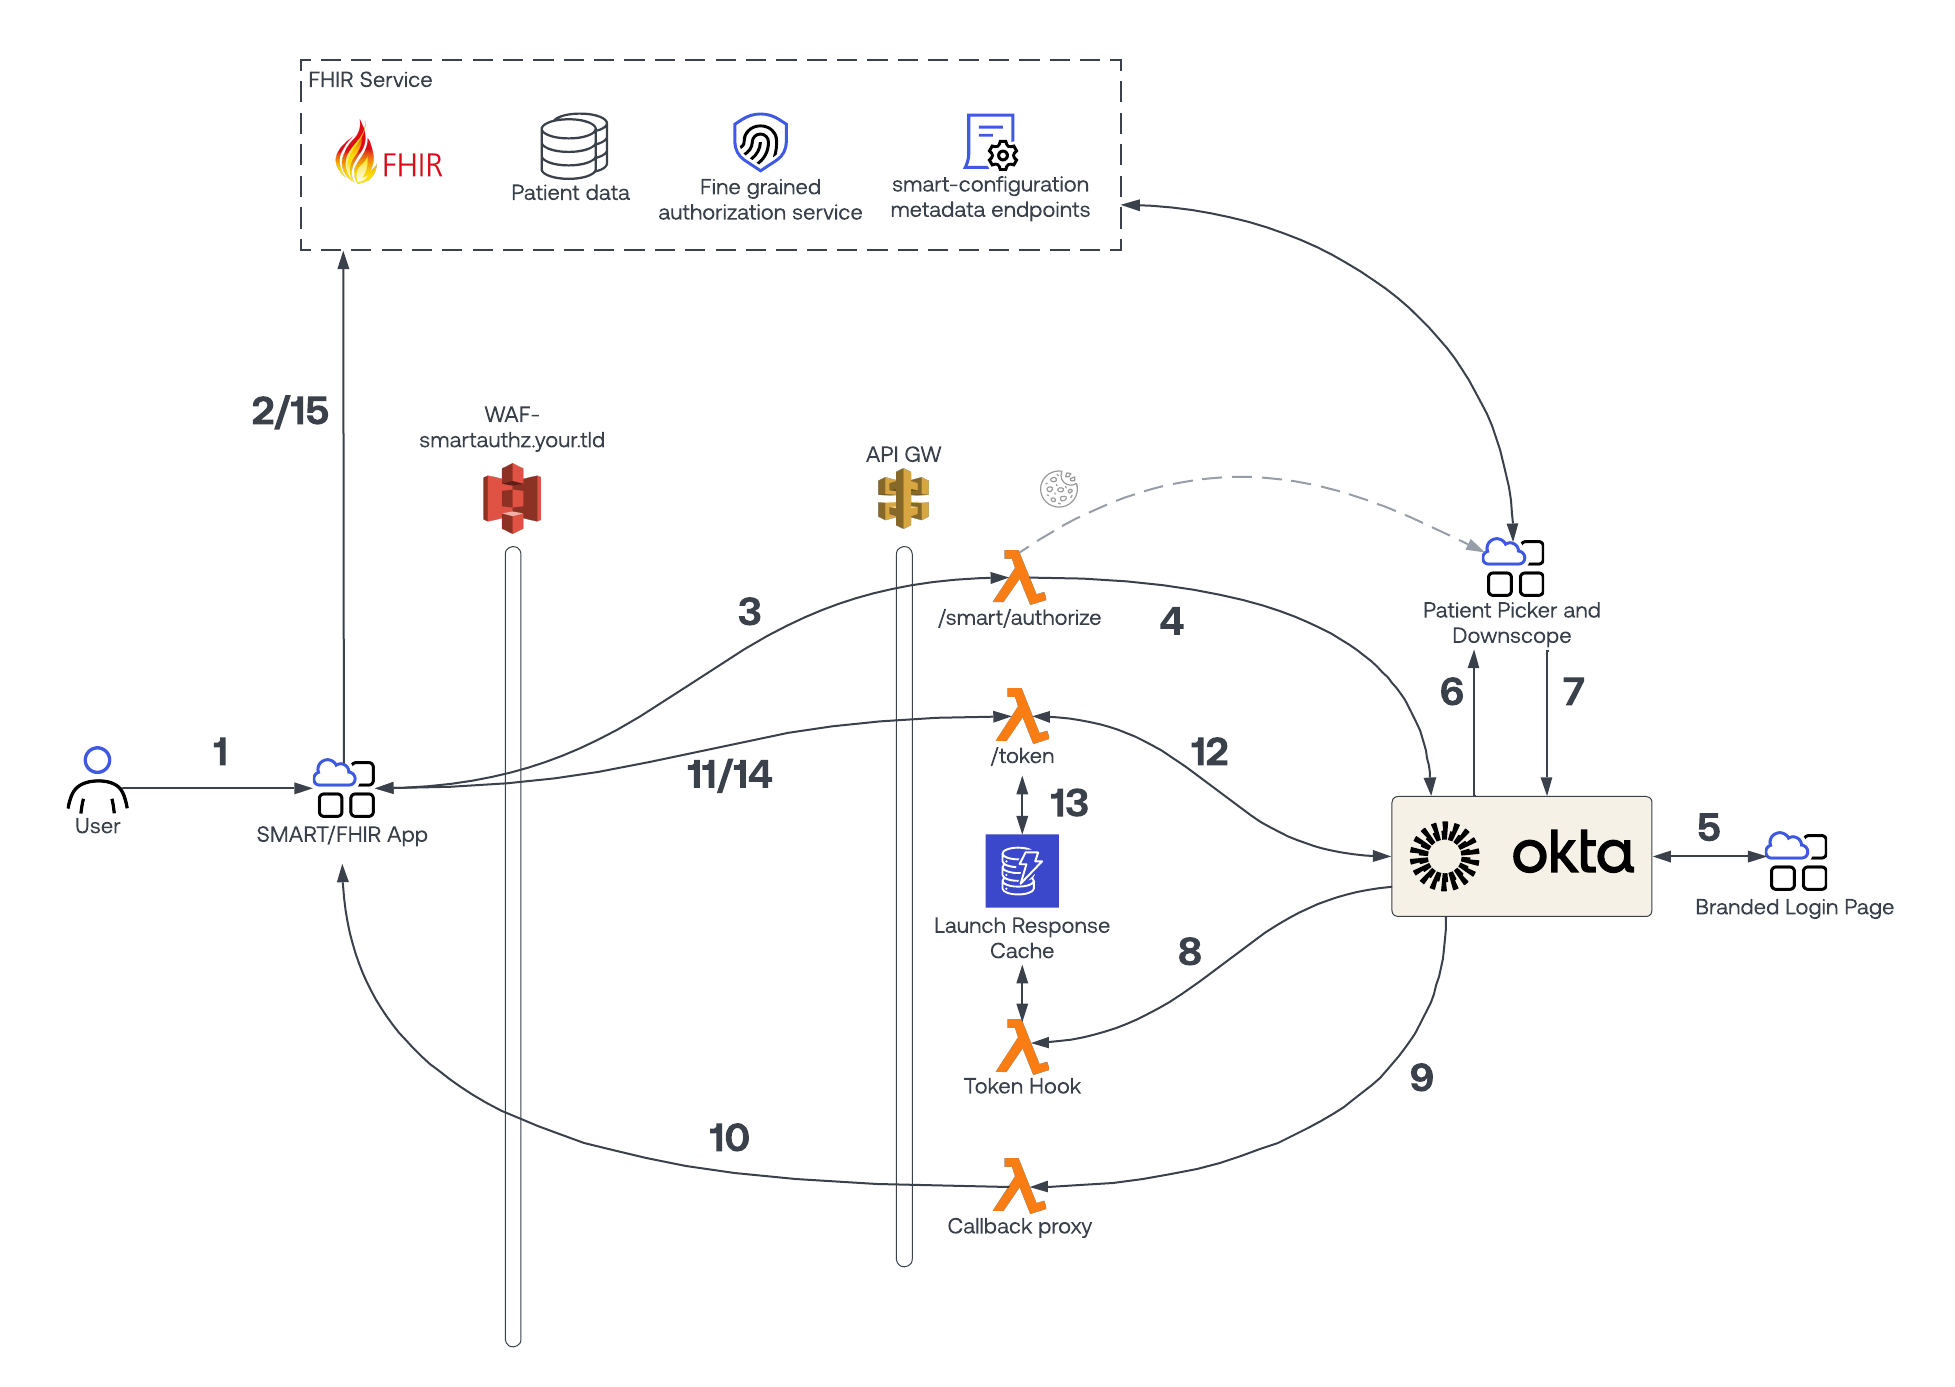 FHIR Service
FHIR
Patient data
Fine grained
authorization service
smart-configuration
metadata endpoints
2/15
WAF-
smartauthz.your.tld
API GW
3
/smart/authorize
4
Patient Picker and
Downscope
6
7
1
User
SMART/FHIR App
11/14
/token
12
13
okta
5
Branded Login Page
Launch Response
Cache
8
Token Hook
9
10
Callback proxy